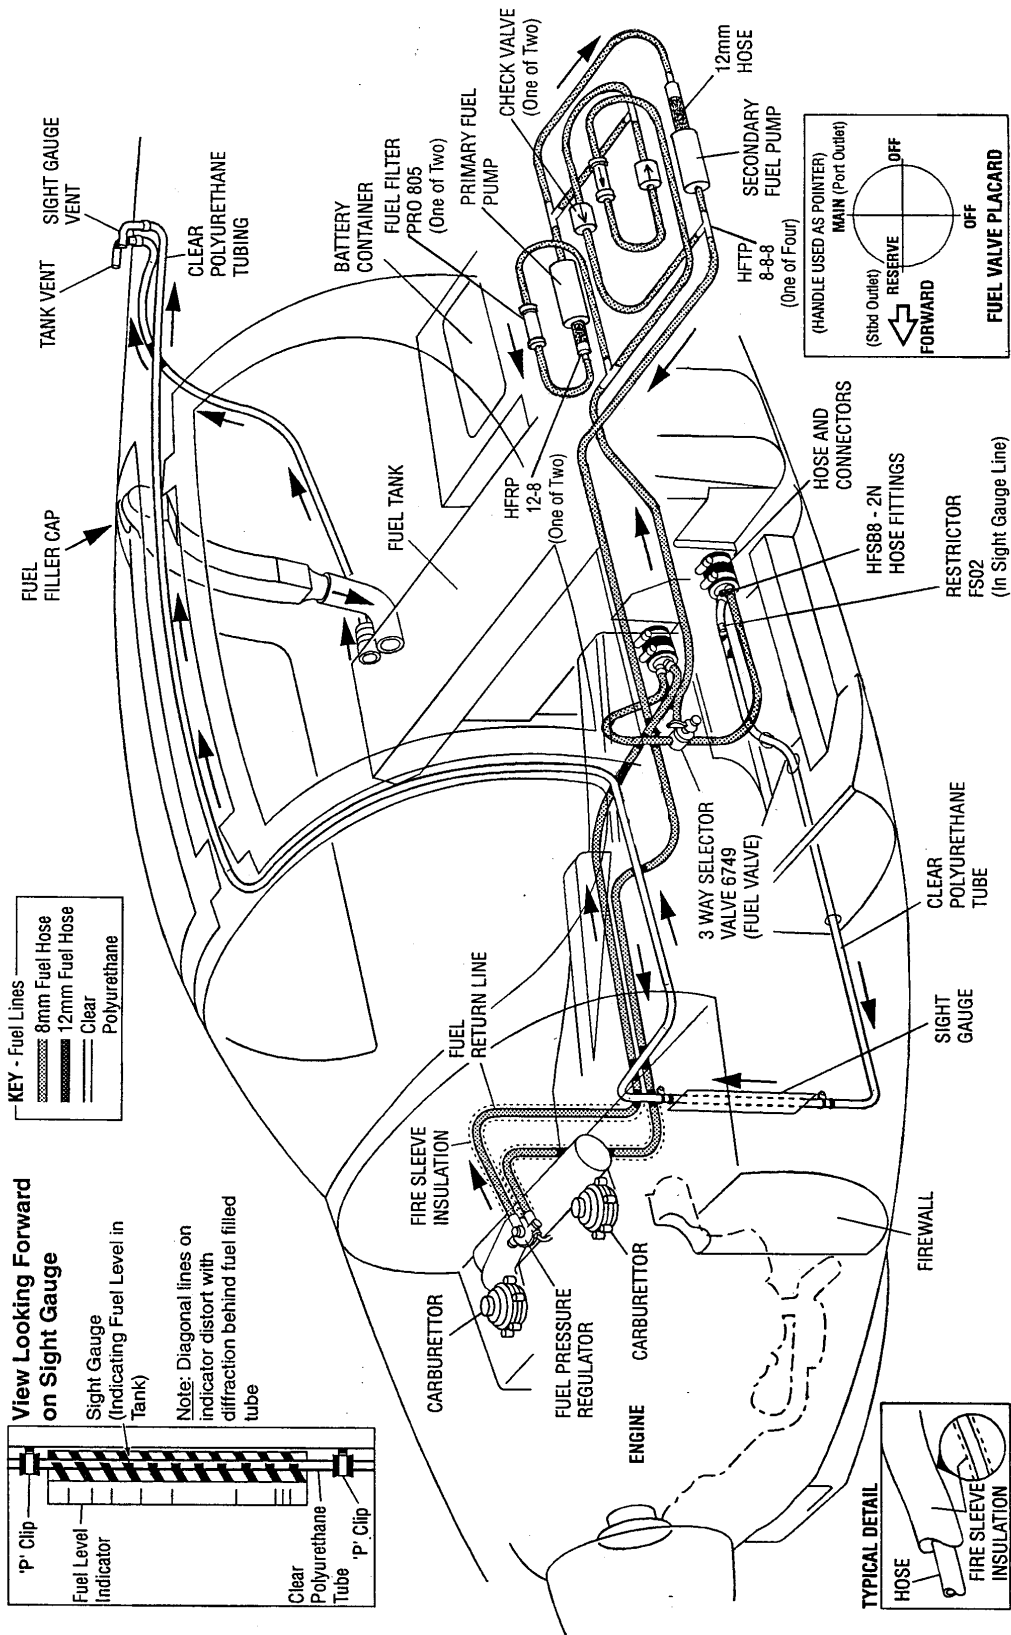 View Looking Forward
on Sight Gauge
'P' Clip
Sight Gauge
(Indicating Fuel Level in
Tank)
Note: Diagonal lines on
indicator distort with
diffraction behind fuel filled
tube
Fuel Level
Indicator
Clear
Polyurethane
Tube
'P'. Clip
KEY - Fuel Lines
8mm Fuel Hose
12mm Fuel Hose
Clear
Polyurethane
FUEL
FILLER CAP
TANK VENT
SIGHT GAUGE
VENT
CLEAR
POLYURETHANE
TUBING
BATTERY
CONTAINER
FUEL FILTER
PRO 805
(One of Two)
PRIMARY FUEL
PUMP
CHECK VALVE
(One of Two)
12mm
HOSE
SECONDARY
FUEL PUMP
HFTP
8-8-8
(One of Four)
FUEL TANK
HFRP
12-8
(One of Two)
FUEL
RETURN LINE
FIRE SLEEVE
INSULATION
CARBURETTOR
FUEL PRESSURE
REGULATOR
CARBURETTOR
ENGINE
3 WAY SELECTOR
VALVE 6749
(FUEL VALVE)
HOSE AND
CONNECTORS
HFSB8 - 2N
HOSE FITTINGS
RESTRICTOR
FS02
(In Sight Gauge Line)
CLEAR
POLYURETHANE
TUBE
SIGHT
GAUGE
FIREWALL
(HANDLE USED AS POINTER)
MAIN (Port Outlet)
OFF
OFF
(Stbd Outlet)
RESERVE
FORWARD
FUEL VALVE PLACARD
TYPICAL DETAIL
HOSE
FIRE SLEEVE
INSULATION